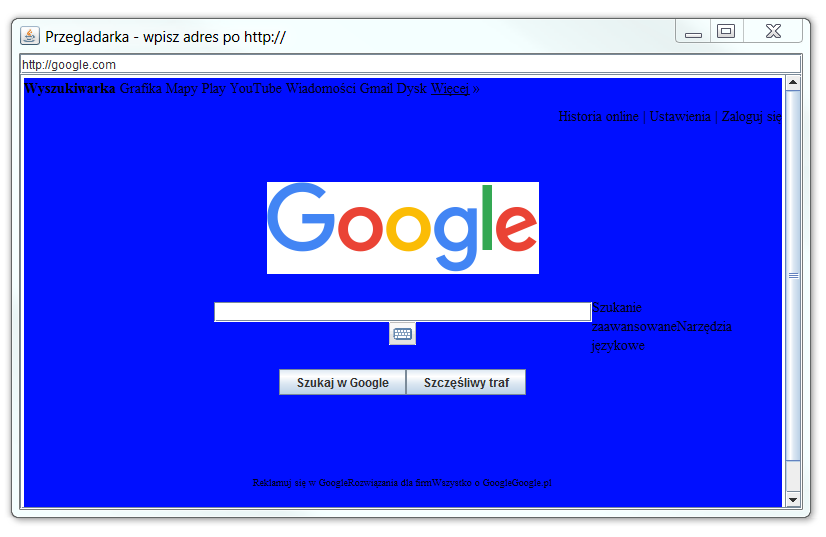 Przegladarka - wpisz adres po http://
http://google.com
Wyszukiwarka Grafika Mapy Play YouTube Wiadomości Gmail Dysk Więcej »
Historia online | Ustawienia | Zaloguj się
Google
Szukanie
zaawansowaneNarzędzia
językowe
Szukaj w Google Szczęśliwy traf
Reklamuj się w GoogleRozwiązania dla firmWszystko o GoogleGoogle.pl